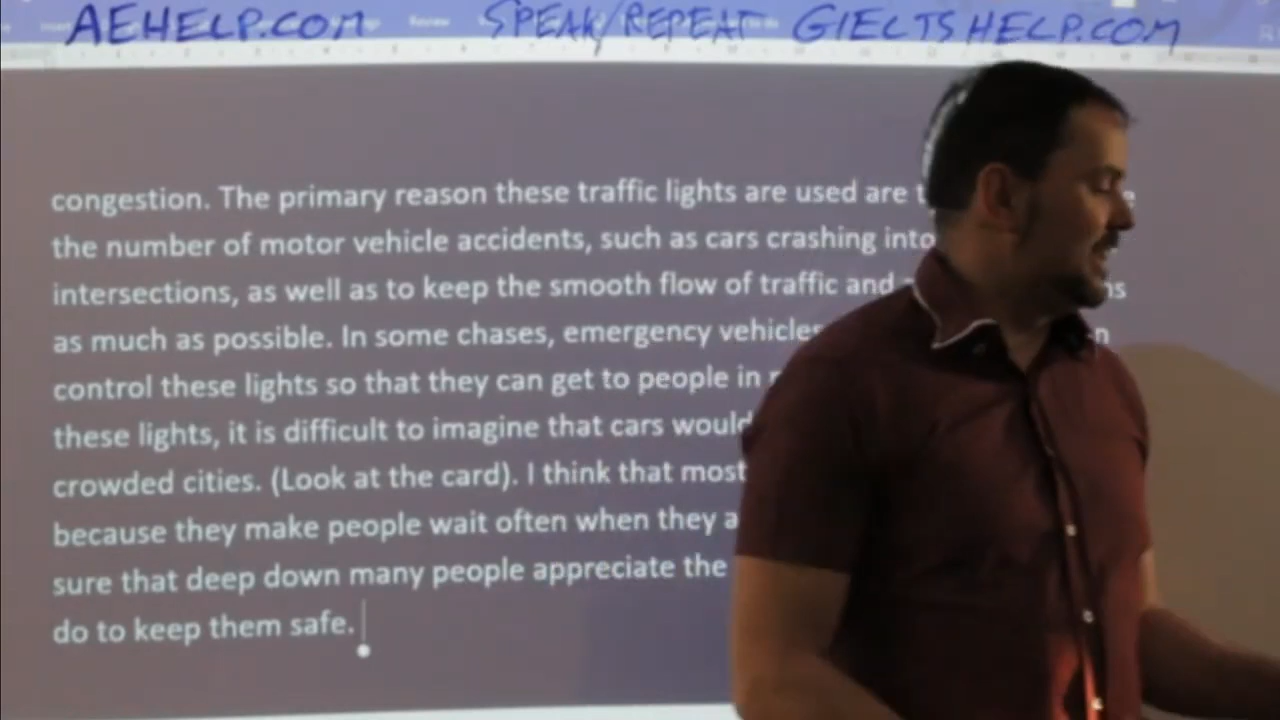 AEHELP.COM SPEAK/REPEAT GIELTSHELP.COM
Review
congestion. The primary reason these traffic lights are used are
the number of motor vehicle accidents, such as cars crashing into
intersections, as well as to keep the smooth flow of traffic and
as much as possible. In some chases, emergency vehicles
control these lights so that they can get to people in
these lights, it is difficult to imagine that cars would
crowded cities. (Look at the card). I think that most
because they make people wait often when they
sure that deep down many people appreciate the
do to keep them safe.